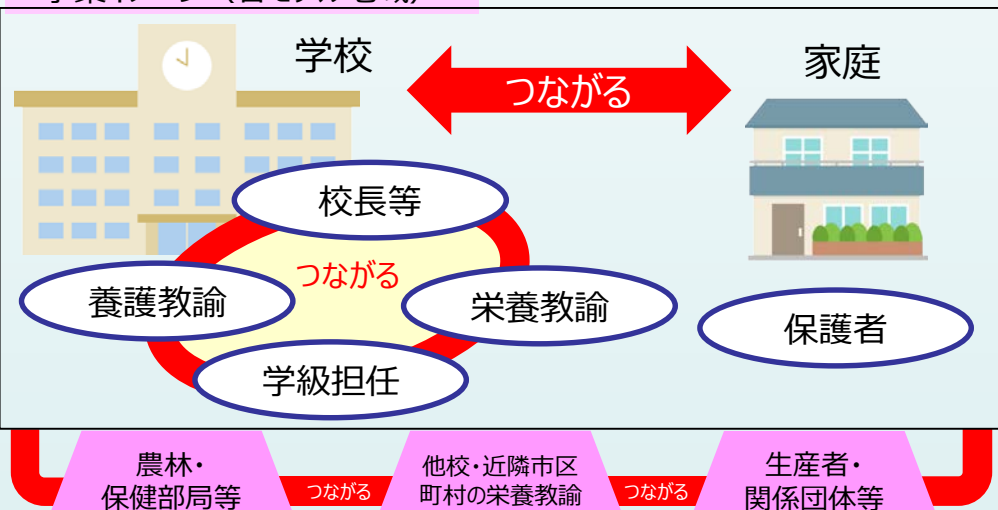 学校
つながる
家庭
校長等
つながる
養護教諭
栄養教諭
保護者
学級担任
農林・
保健部局等
つながる
他校・近隣市区
町村の栄養教諭
つながる
生産者・
関係団体等